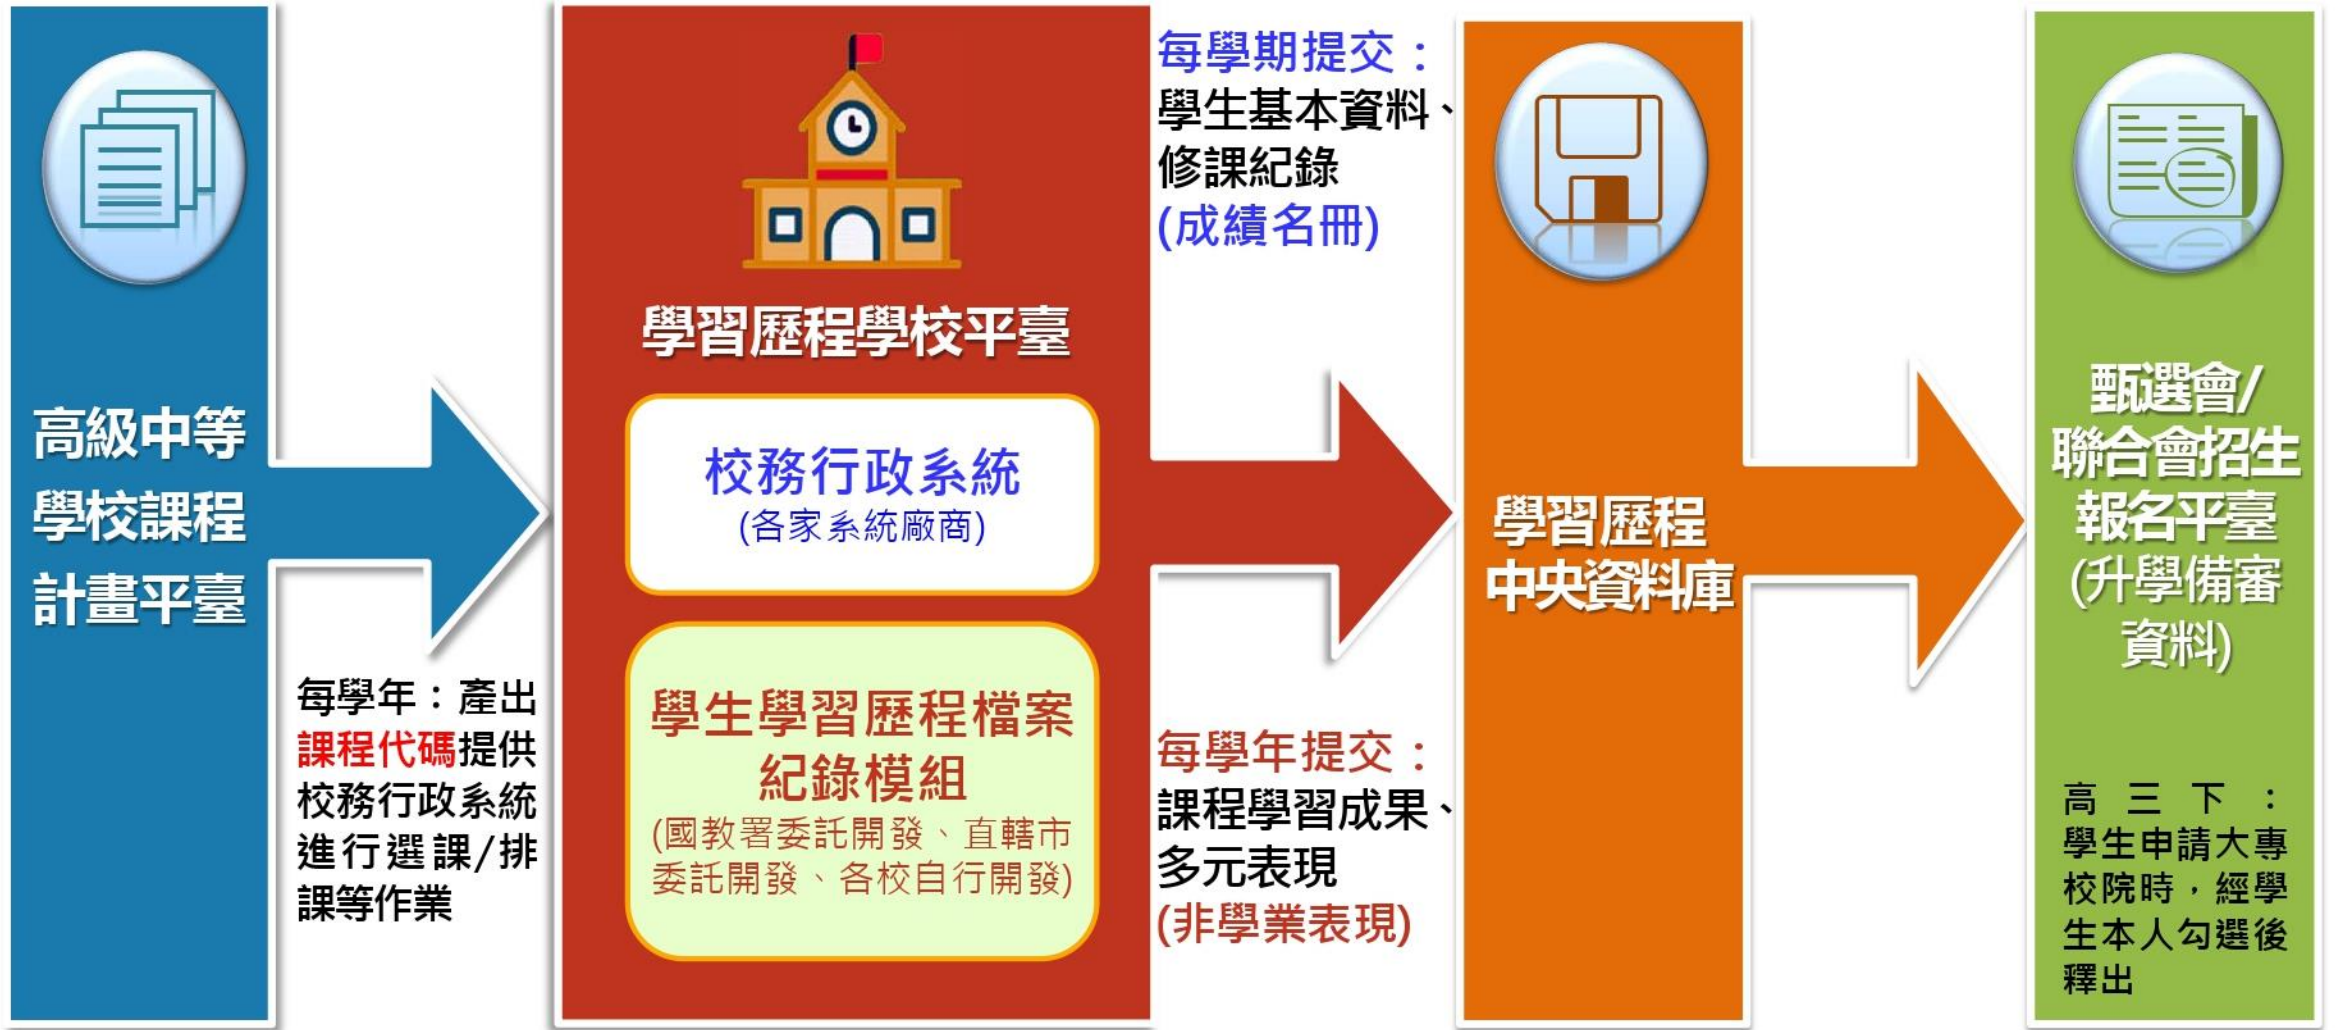 高級中等
學校課程
計畫平臺
每學年：產出
課程代碼提供
校務行政系統
進行選課/排
課等作業
學習歷程學校平臺
校務行政系統
(各家系統廠商)
學生學習歷程檔案
紀錄模組
(國教署委託開發、直轄市
委託開發、各校自行開發)
每學期提交：
學生基本資料、
修課紀錄
(成績名冊)
每學年提交：
課程學習成果、
多元表現
(非學業表現)
學習歷程
中央資料庫
甄選會/
聯合會招生
報名平臺
(升學備審
資料)
高三下：
學生申請大專
校院時，經學
生本人勾選後
釋出